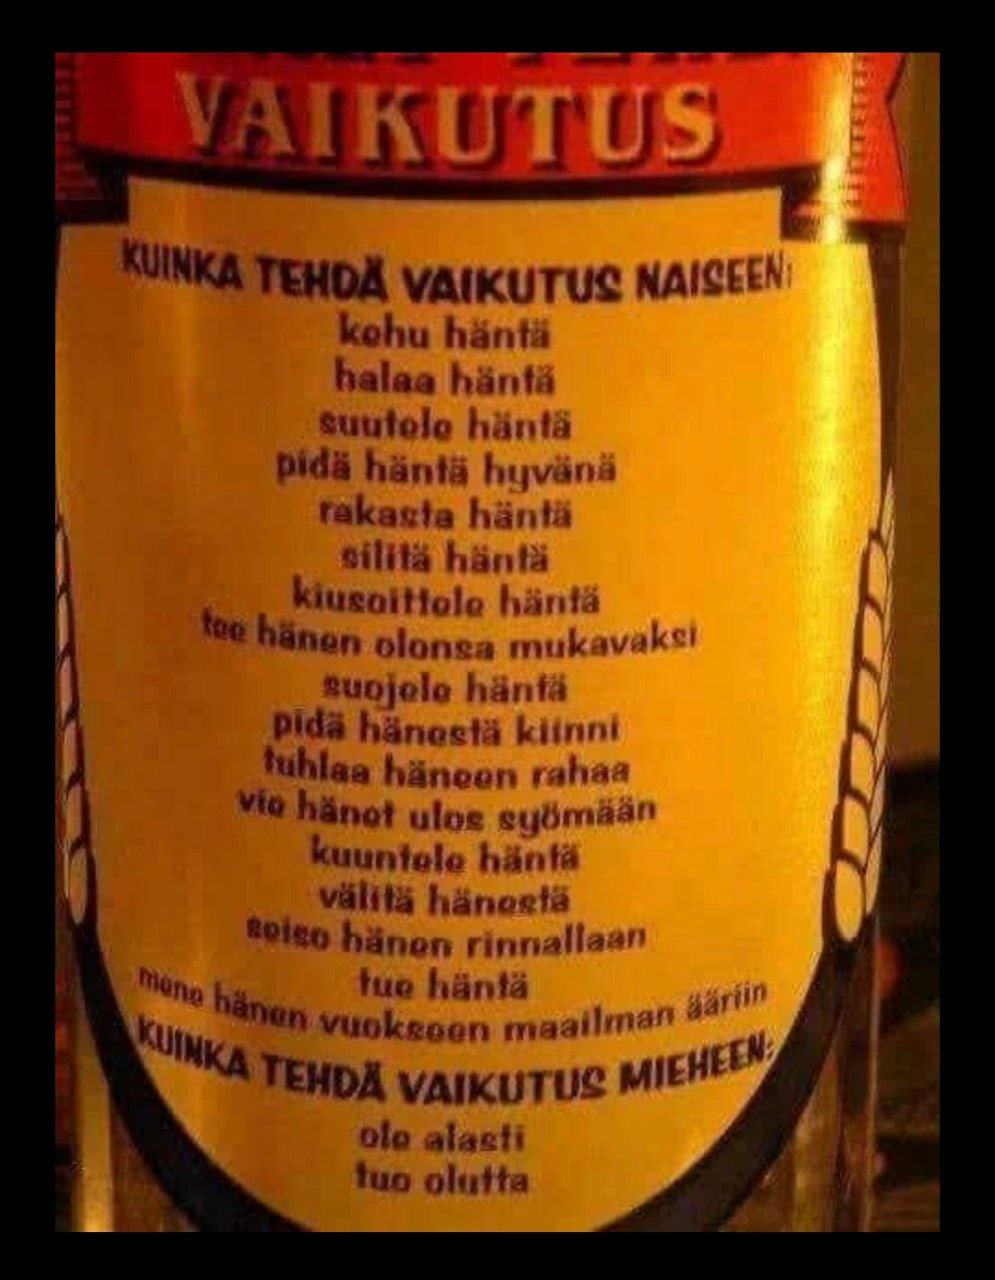 VAIKUTUS
KUINKA TEHDÄ VAIKUTUS NAISEEN:
kehu häntä
halaa häntä
suutele häntä
pidä häntä hyvänä
rakasta häntä
silitä häntä
kiusoittele häntä
tee hänen olonsa mukavaksi
suojele häntä
pidä hänestä kiinni
tuhlaa häneen rahaa
vie hänet ulos syömään
kuuntele häntä
välitä hänestä
seiso hänen rinnallaan
tue häntä
mene hänen vuokseen maailman ääriin
KUINKA TEHDÄ VAIKUTUS MIEHEEN:
ole alasti
tuo olutta